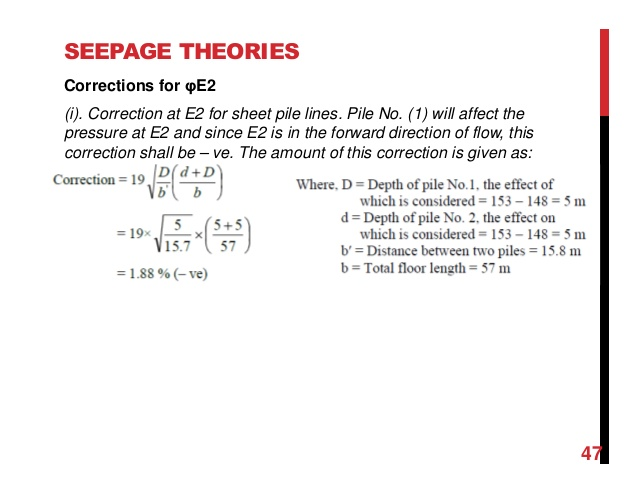 SEEPAGE THEORIES
Corrections for φE2
(i). Correction at E2 for sheet pile lines. Pile No. (1) will affect the
pressure at E2 and since E2 is in the forward direction of flow, this
correction shall be – ve. The amount of this correction is given as:
Correction = 19 √(D/b') ((d + D)/b)
= 19× √(5/15.7) × ((5+5)/57)
= 1.88 % (– ve)
Where, D = Depth of pile No.1, the effect of
which is considered = 153 – 148 = 5 m
d = Depth of pile No. 2, the effect on
which is considered = 153 – 148 = 5 m
b′ = Distance between two piles = 15.8 m
b = Total floor length = 57 m
47